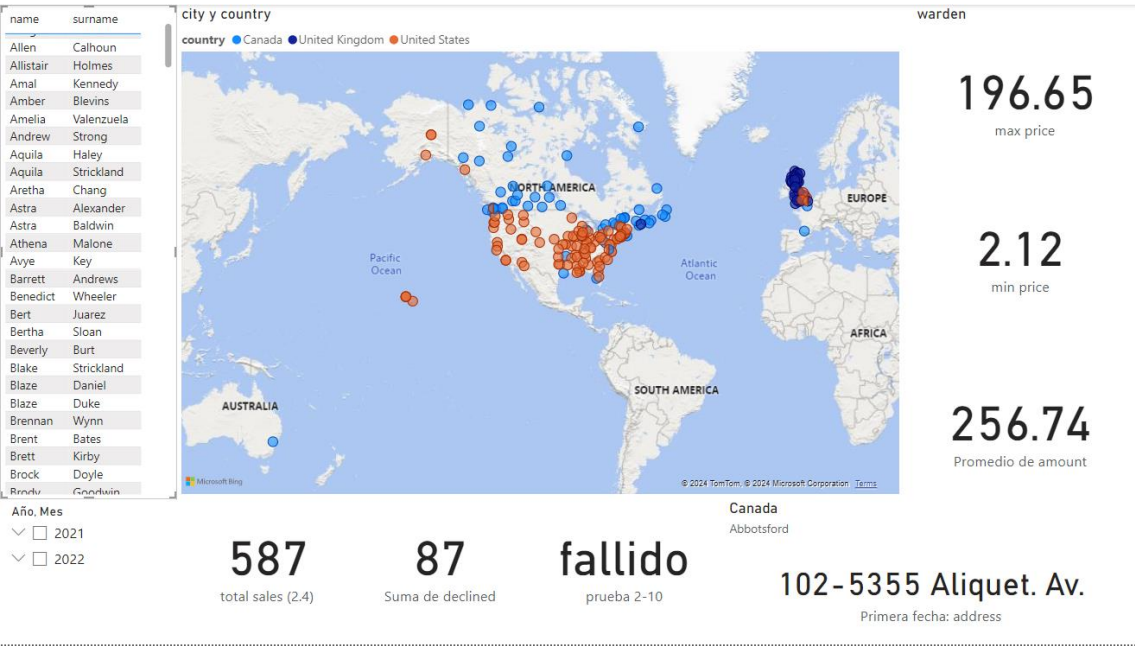 name surname
Allen Calhoun
Allistair Holmes
Amal Kennedy
Amber Blevins
Amelia Valenzuela
Andrew Strong
Aquila Haley
Aquila Strickland
Aretha Chang
Astra Alexander
Astra Baldwin
Athena Malone
Avye Key
Barrett Andrews
Benedict Wheeler
Bert Juarez
Bertha Sloan
Beverly Burt
Blake Strickland
Blaze Daniel
Blaze Duke
Brennan Wynn
Brent Bates
Brett Kirby
Brock Doyle
Brody Goodwin
Año, Mes
2021
2022
city y country
country Canada United Kingdom United States
NORTH AMERICA
EUROPE
Pacific
Ocean
Atlantic
Ocean
AFRICA
SOUTH AMERICA
AUSTRALIA
Microsoft Bing
© 2024 TomTom, © 2024 Microsoft Corporation Terms
warden
196.65
max price
2.12
min price
256.74
Promedio de amount
587
total sales (2.4)
87
Suma de declined
fallido
prueba 2-10
Canada
Abbotsford
102-5355 Aliquet. Av.
Primera fecha: address